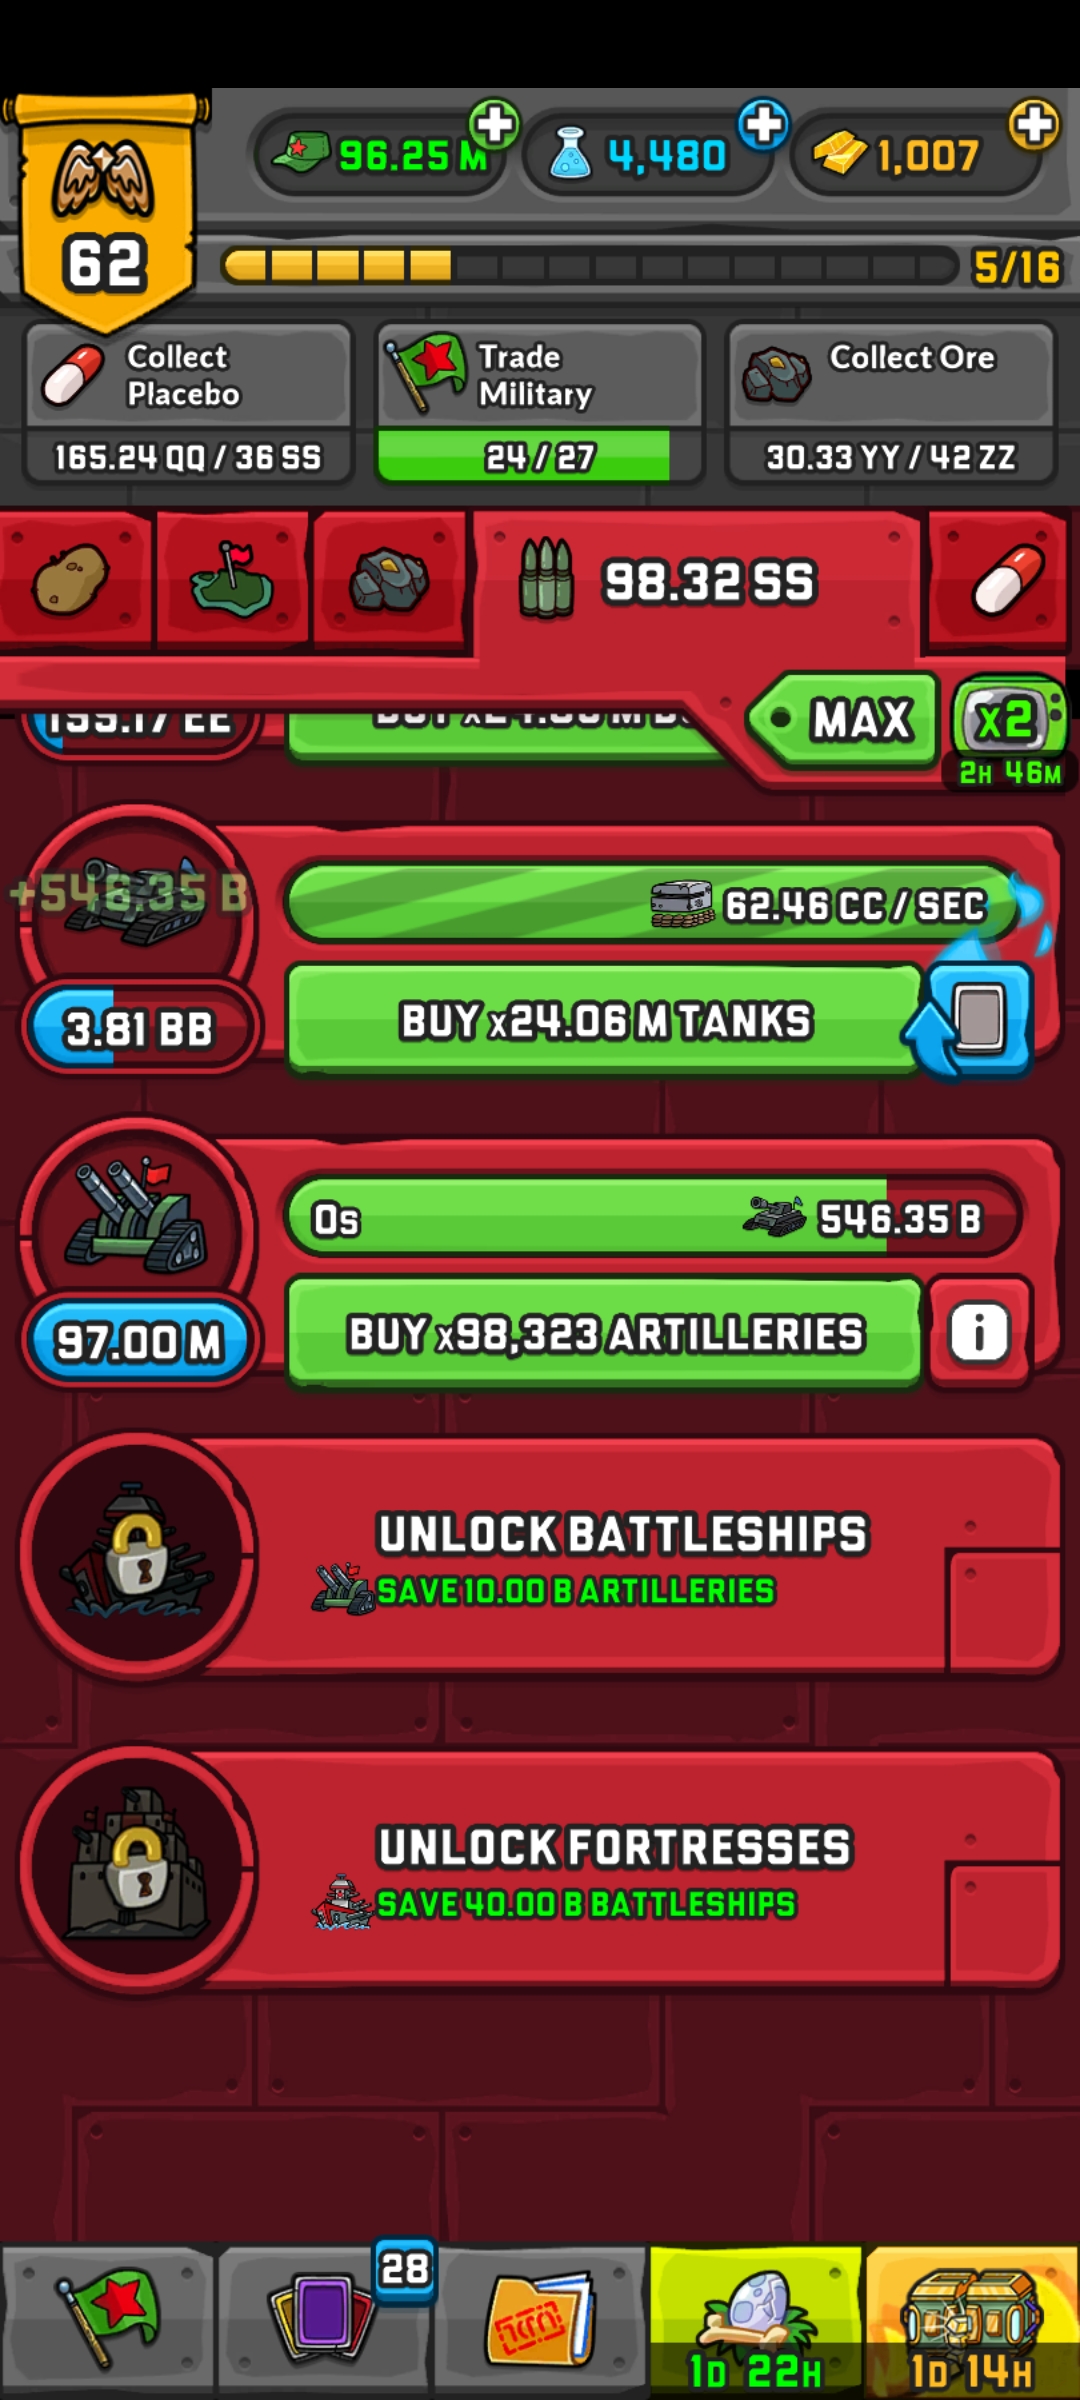 96.25 M
4,480
1,007
62
5/16
Collect
Placebo
165.24 QQ / 36 SS
Trade
Military
24 / 27
Collect Ore
30.33 YY / 42 ZZ
98.32 SS
MAX
x2
2H 46M
+546.35 B
62.46 CC / SEC
3.81 BB
BUY x24.06 M TANKS
0s
546.35 B
97.00 M
BUY x98,323 ARTILLERIES
i
UNLOCK BATTLESHIPS
SAVE 10.00 B ARTILLERIES
UNLOCK FORTRESSES
SAVE 40.00 B BATTLESHIPS
28
1D 22H
1D 14H